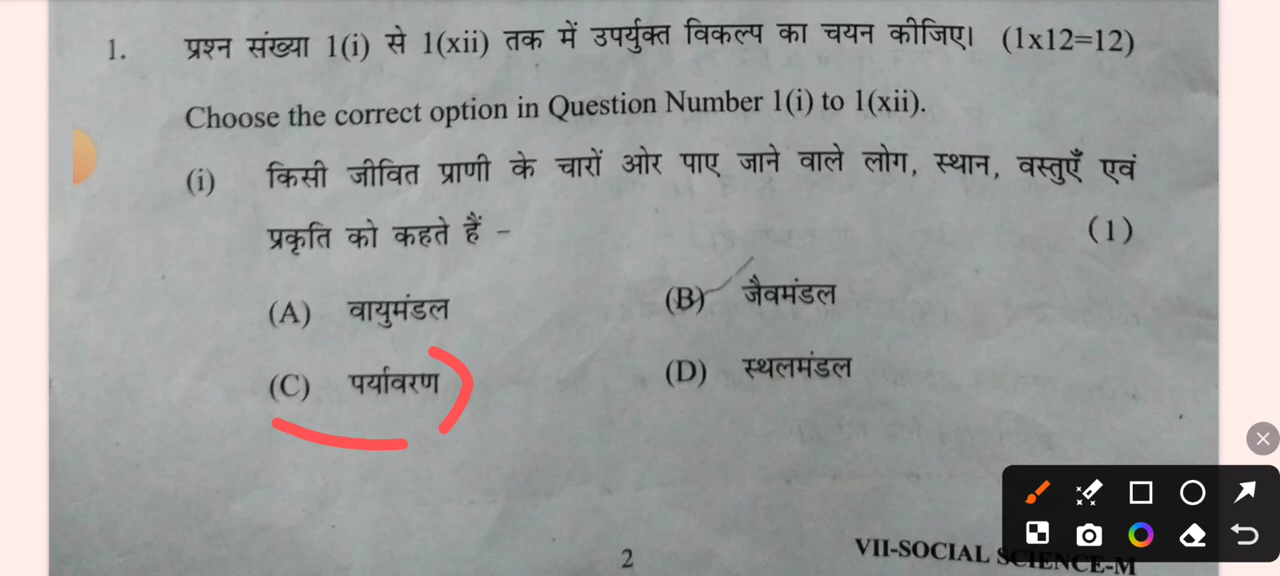 1. प्रश्न संख्या 1(i) से 1(xii) तक में उपर्युक्त विकल्प का चयन कीजिए। (1x12=12)
Choose the correct option in Question Number 1(i) to 1(xii).
(i) किसी जीवित प्राणी के चारों ओर पाए जाने वाले लोग, स्थान, वस्तुएँ एवं
प्रकृति को कहते हैं - (1)
(A) वायुमंडल (B) जैवमंडल
(C) पर्यावरण (D) स्थलमंडल
2 VII-SOCIAL SCIENCE-M